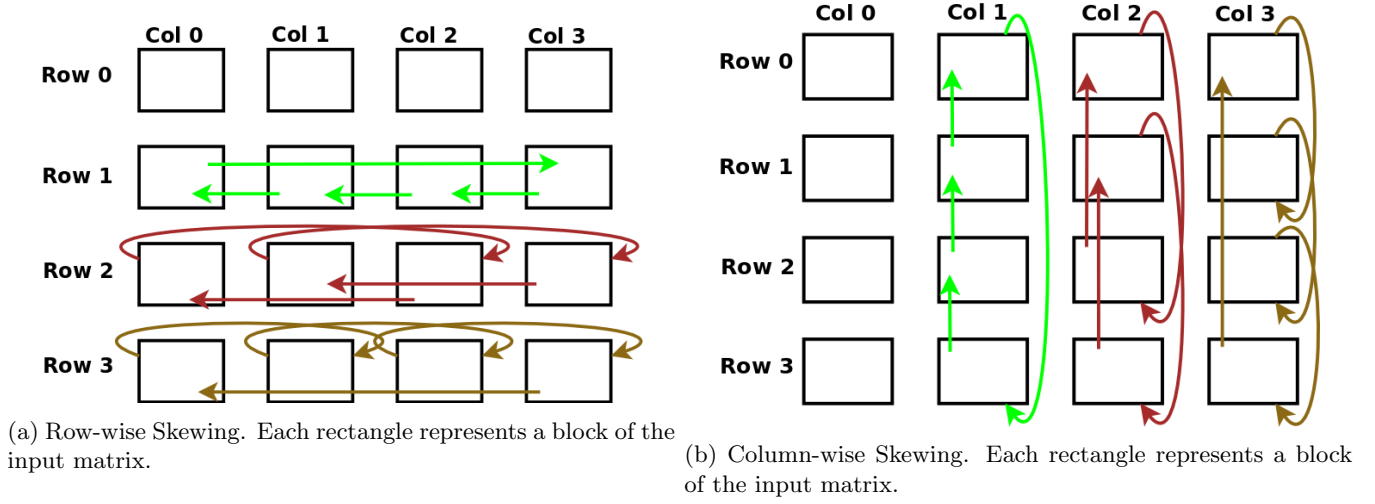 Col 0 Col 1 Col 2 Col 3
Row 0
Row 1
Row 2
Row 3
(a) Row-wise Skewing. Each rectangle represents a block of the
input matrix.
Col 0 Col 1 Col 2 Col 3
Row 0
Row 1
Row 2
Row 3
(b) Column-wise Skewing. Each rectangle represents a block
of the input matrix.